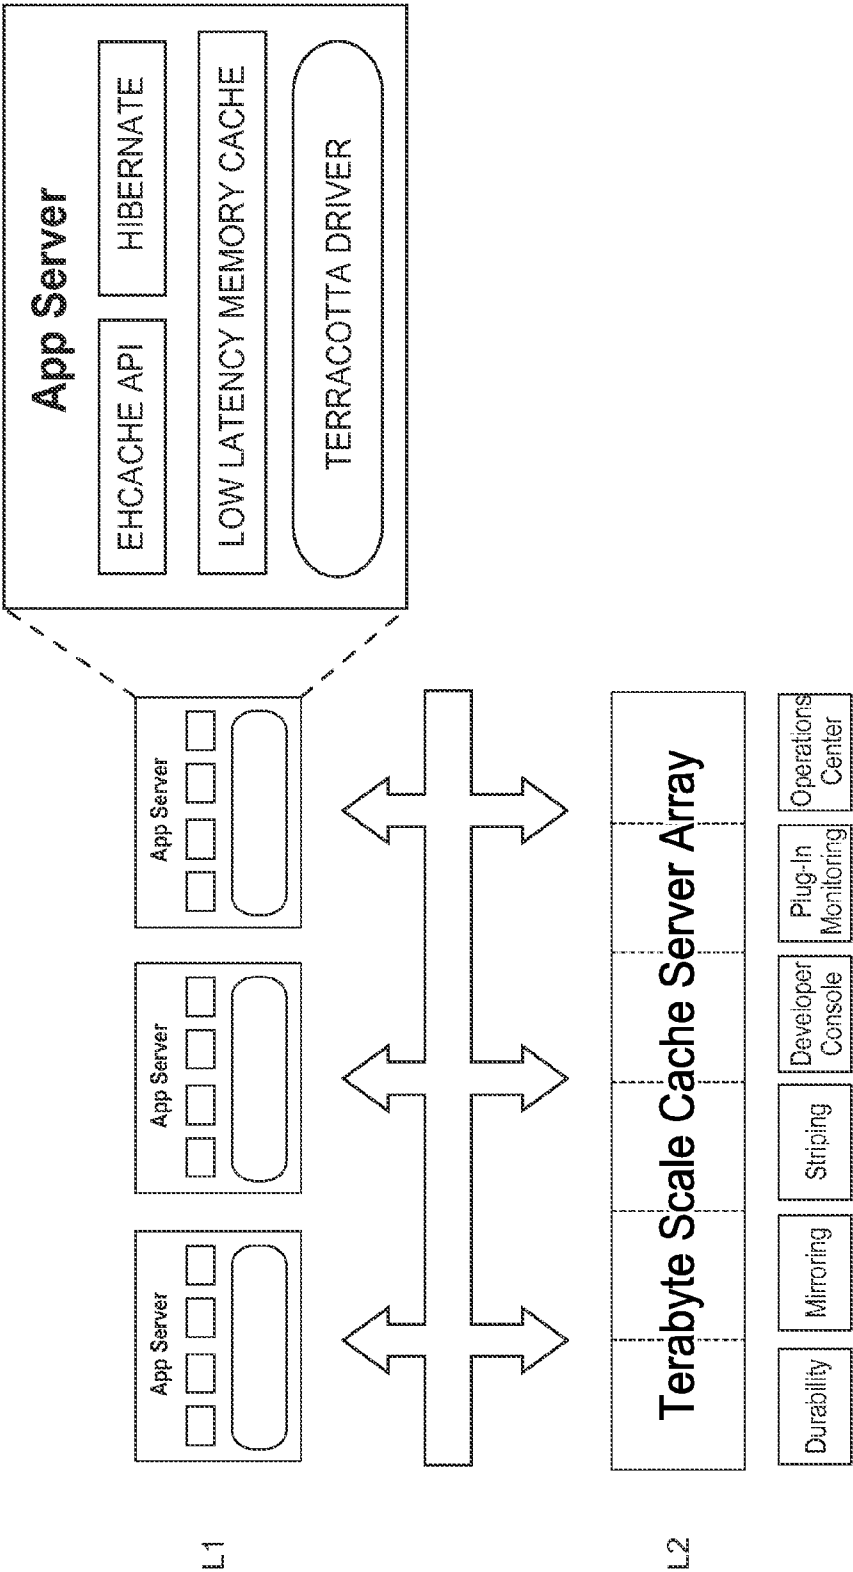 App Server
EHCACHE API
HIBERNATE
LOW LATENCY MEMORY CACHE
TERRACOTTA DRIVER
L1
App Server
App Server
App Server
L2
Terabyte Scale Cache Server Array
Durability
Mirroring
Striping
Developer
Console
Plug-In
Monitoring
Operations
Center